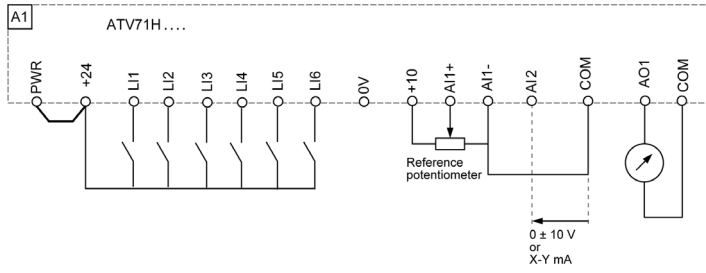 A1
ATV71H....
PWR
+24
LI1
LI2
LI3
LI4
LI5
LI6
0V
+10
AI1+
AI1-
AI2
COM
AO1
COM
Reference
potentiometer
0 ± 10 V
or
X-Y mA